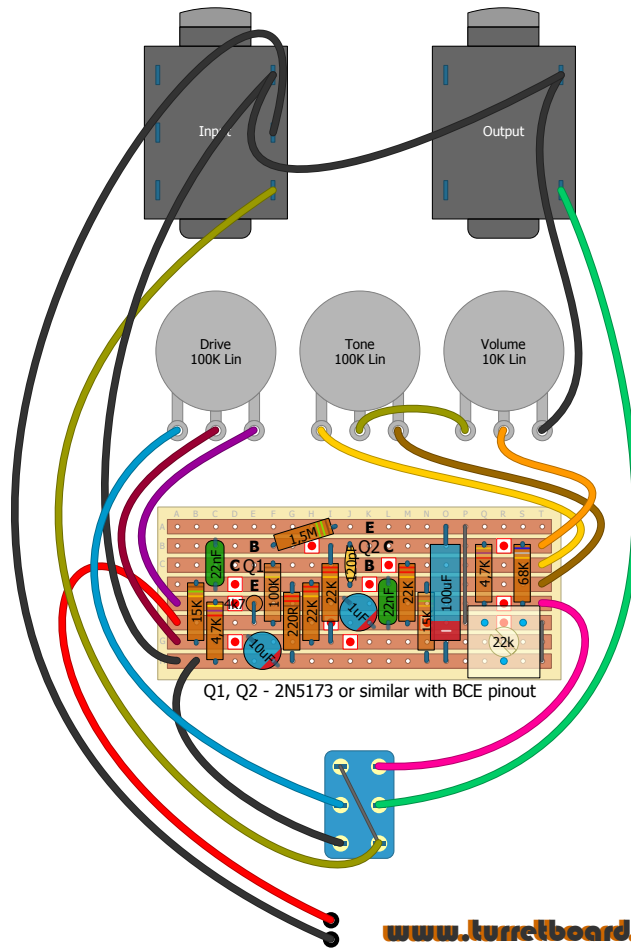 Input
Output
Drive
100K Lin
Tone
100K Lin
Volume
10K Lin
A B C D E F G H I J K L M N O P Q R S T
A
E
1,5M
B
B
Q2 C
C
C Q1
B
22nF
20pF
100uF
4.7K
68K
E
100K
22K
22K
4k7
15K
4,7K
220R
22K
1uF
22nF
15K
G
10uF
22k
Q1, Q2 - 2N5173 or similar with BCE pinout
www.turretboard